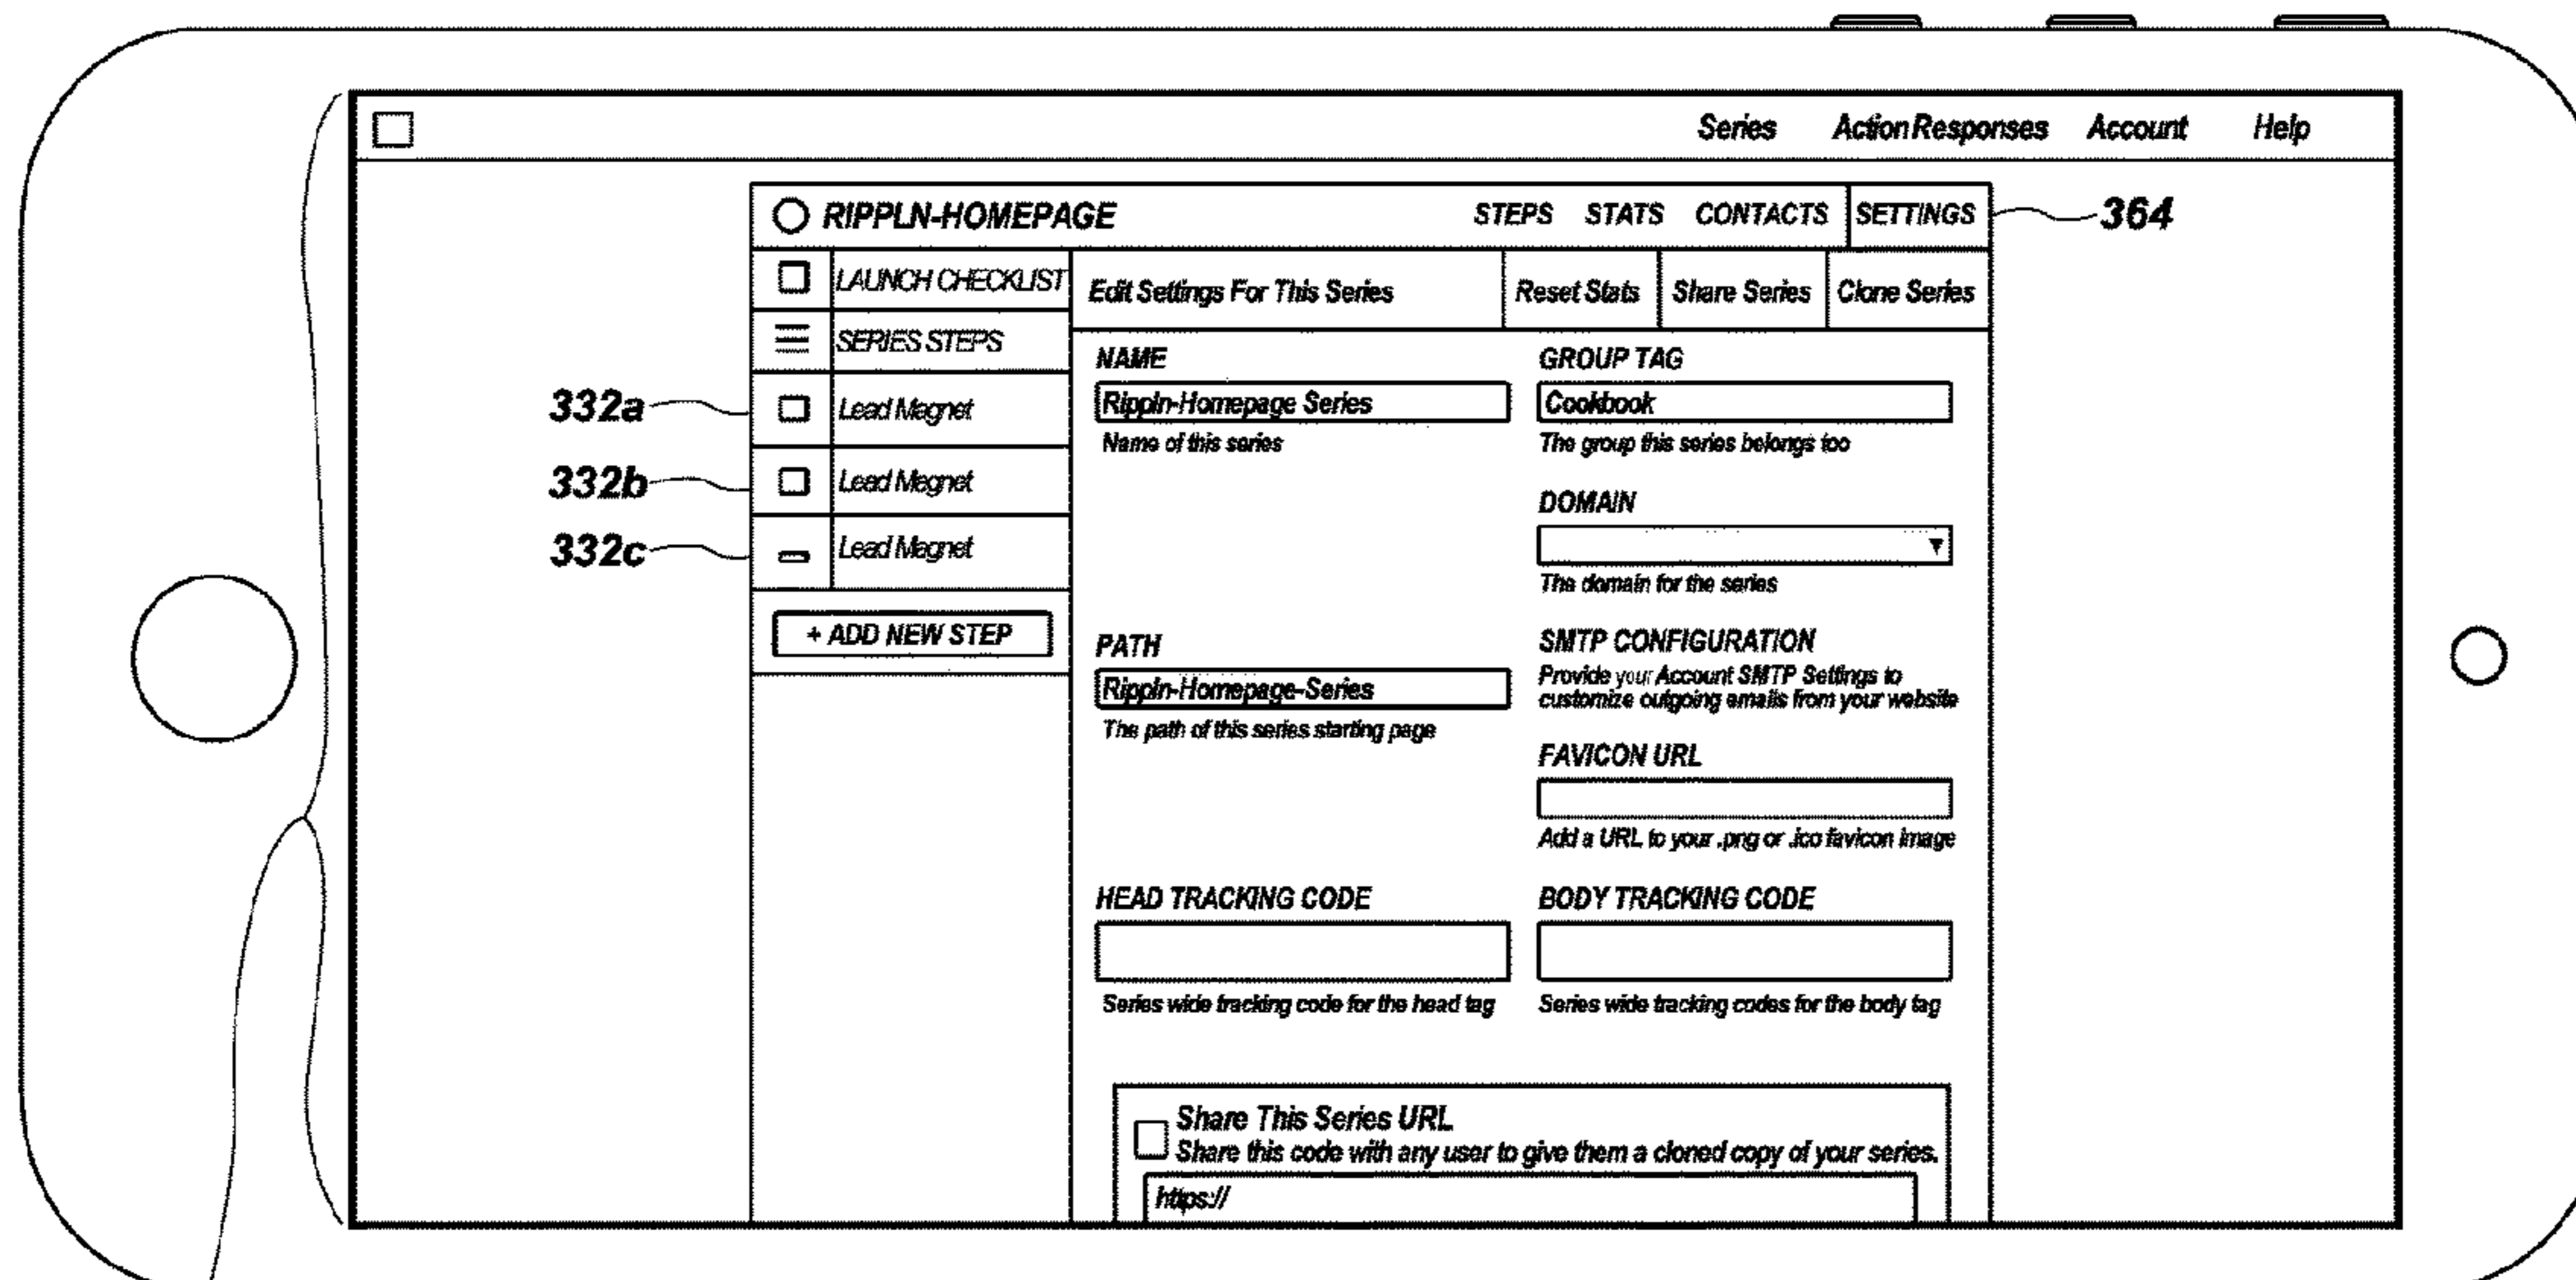 Series Action Responses Account Help
RIPPLN-HOMEPAGE STEPS STATS CONTACTS SETTINGS 364
LAUNCH CHECKLIST
Edit Settings For This Series Reset Stats Share Series Clone Series
SERIES STEPS
332a Lead Magnet
332b Lead Magnet
332c Lead Magnet
+ ADD NEW STEP
NAME
Rippln-Homepage Series
Name of this series
GROUP TAG
Cookbook
The group this series belongs too
DOMAIN
The domain for the series
PATH
Rippln-Homepage-Series
The path of this series starting page
SMTP CONFIGURATION
Provide your Account SMTP Settings to
customize outgoing emails from your website
FAVICON URL
Add a URL to your .png or .ico favicon image
HEAD TRACKING CODE
Series wide tracking code for the head tag
BODY TRACKING CODE
Series wide tracking codes for the body tag
Share This Series URL
Share this code with any user to give them a cloned copy of your series.
https://